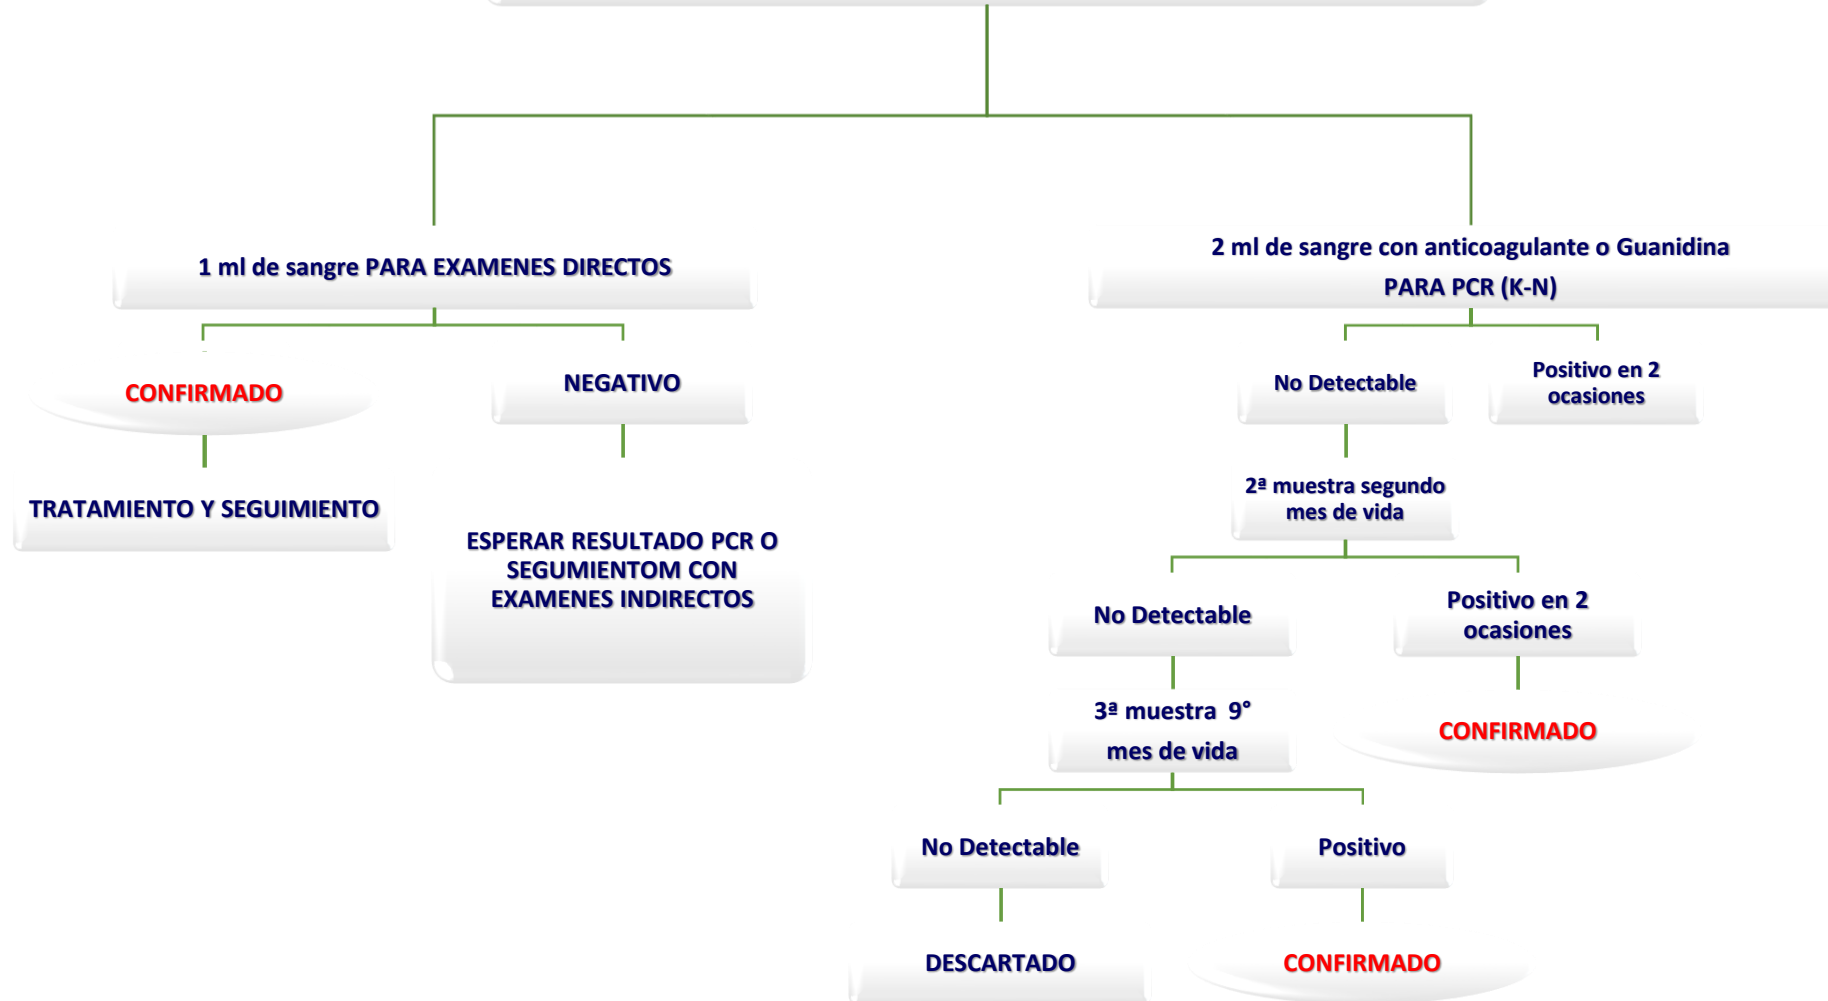 1 ml de sangre PARA EXAMENES DIRECTOS
CONFIRMADO
TRATAMIENTO Y SEGUIMIENTO
NEGATIVO
ESPERAR RESULTADO PCR O
SEGUMIENTOM CON
EXAMENES INDIRECTOS
2 ml de sangre con anticoagulante o Guanidina
PARA PCR (K-N)
No Detectable
Positivo en 2
ocasiones
2ª muestra segundo
mes de vida
No Detectable
Positivo en 2
ocasiones
CONFIRMADO
3ª muestra 9°
mes de vida
No Detectable
Positivo
DESCARTADO
CONFIRMADO